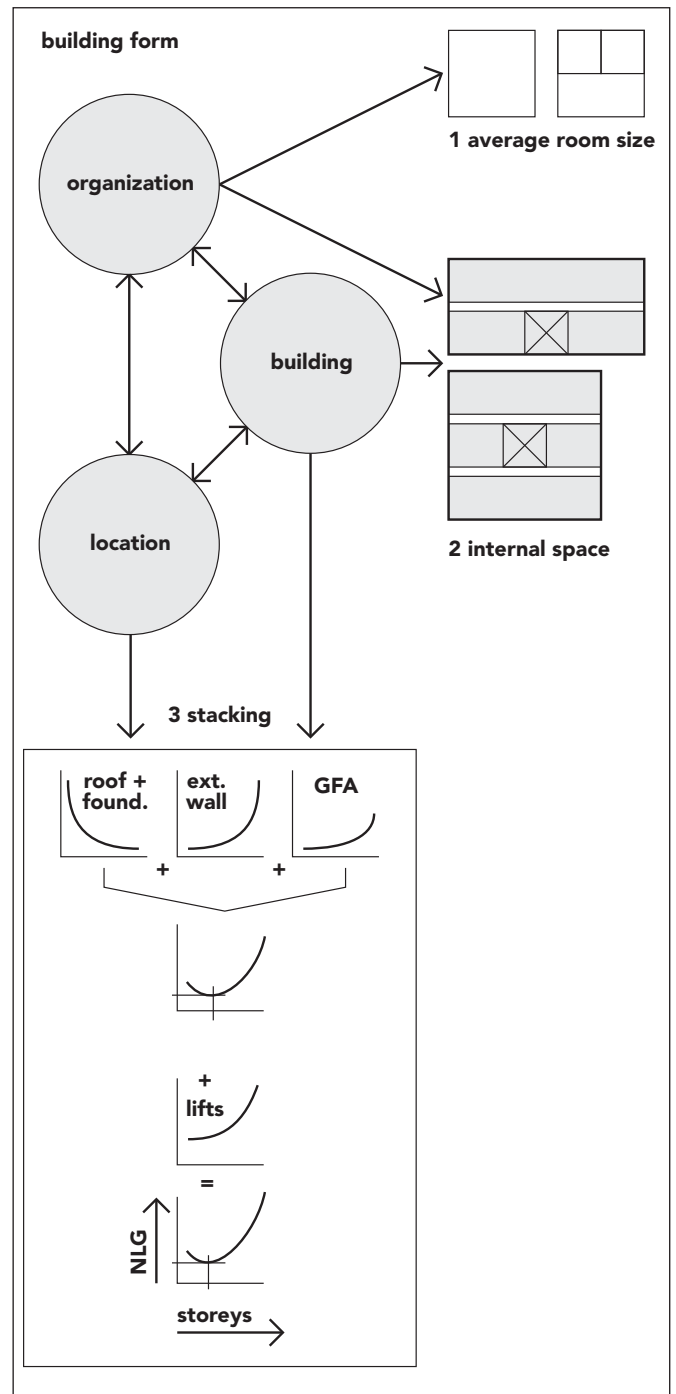 building form
organization
1 average room size
building
location
2 internal space
3 stacking
roof +
found.
ext.
wall
GFA
+
+
+
lifts
=
NLG
storeys